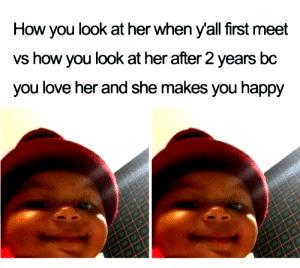 How you look at her when y'all first meet
vs how you look at her after 2 years bc
you love her and she makes you happy